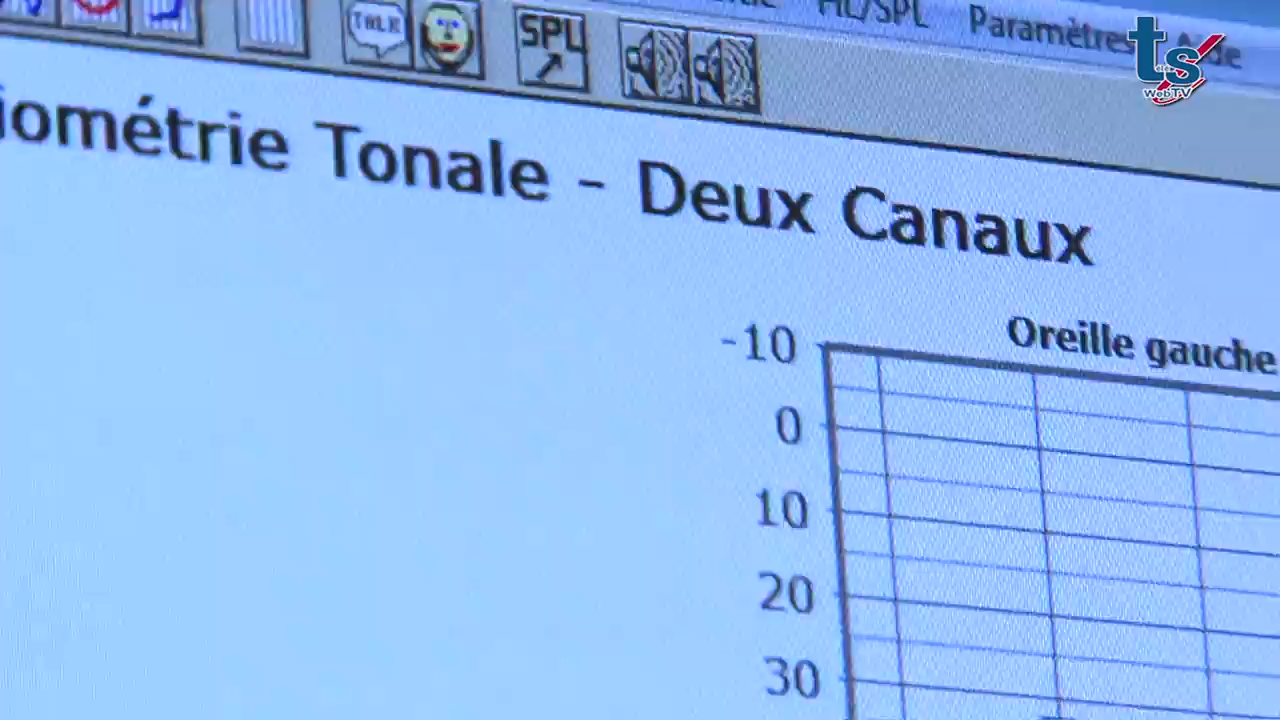 HL/SPL Paramètres
TALK
SPL
ts
WebTV
iométrie Tonale - Deux Canaux
Oreille gauche
-10
0
10
20
30